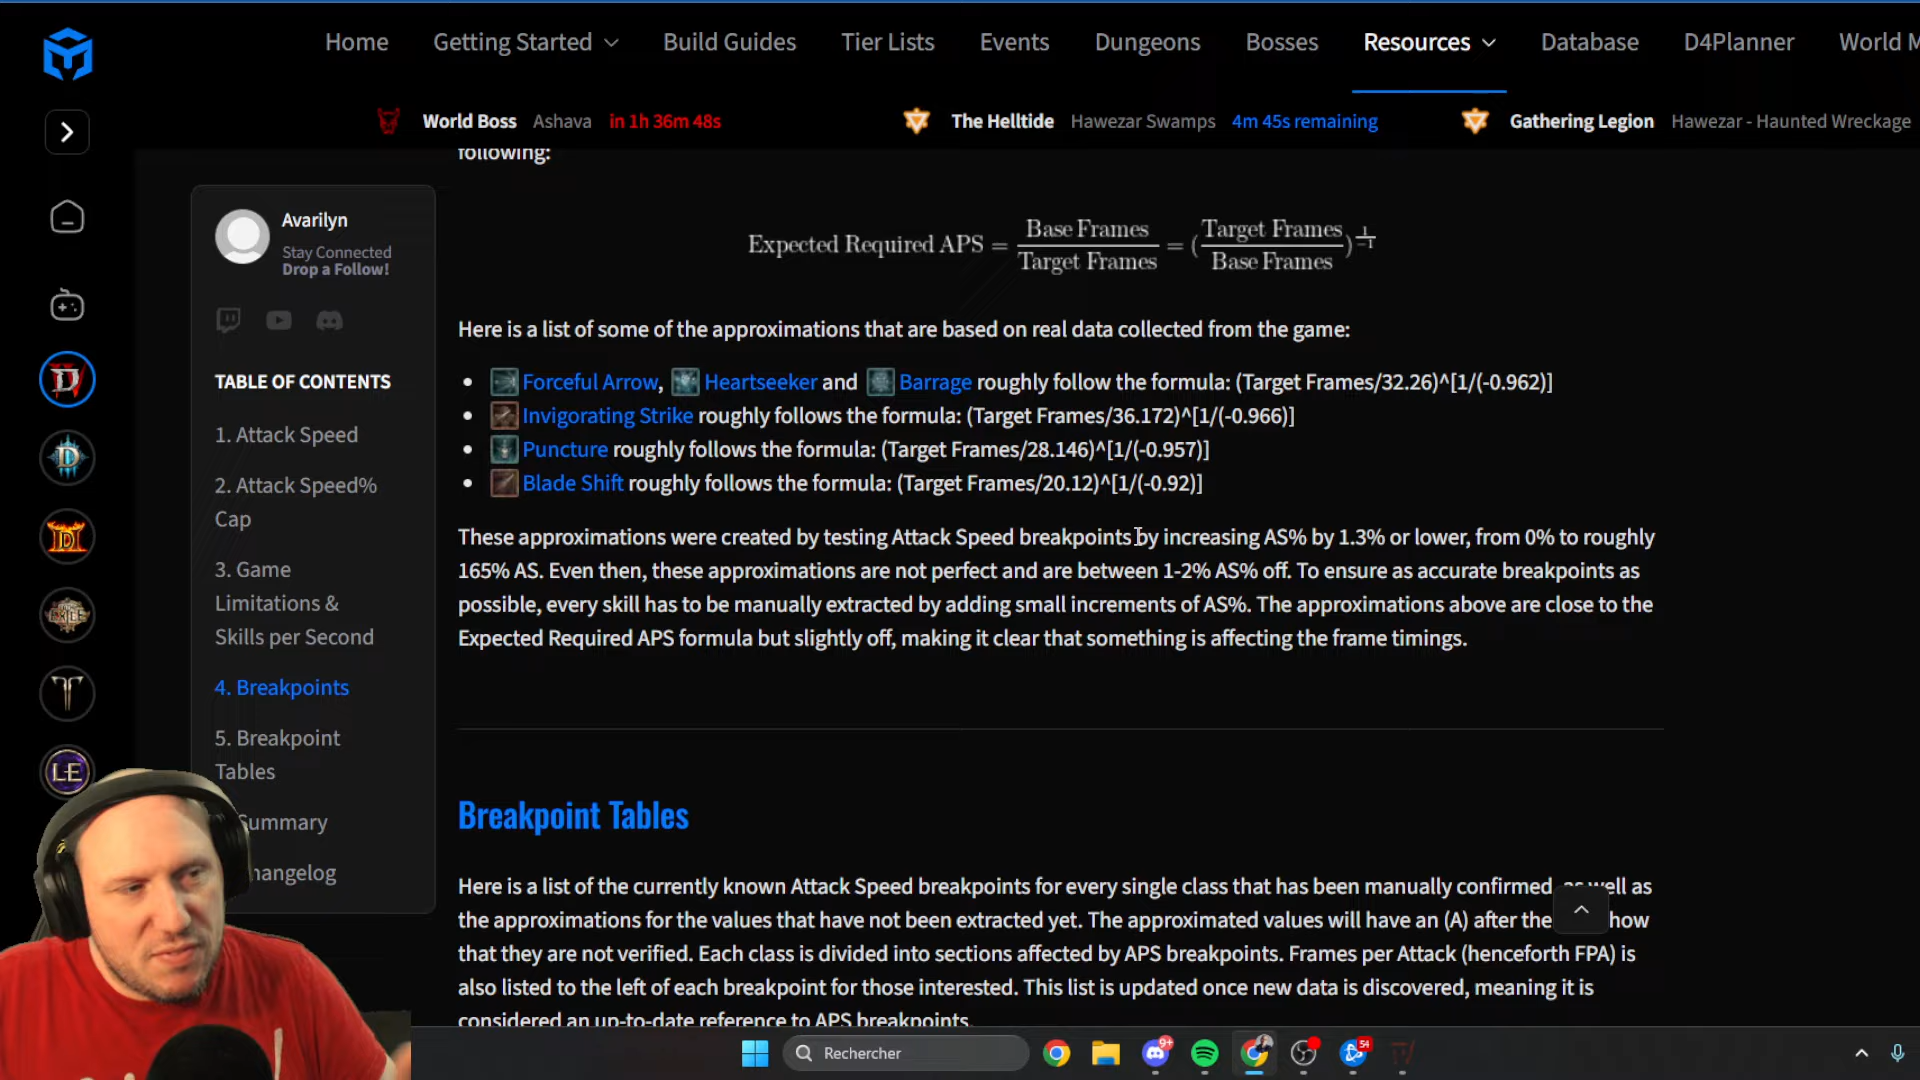 Home Getting Started Build Guides Tier Lists Events Dungeons Bosses Resources Database D4Planner World M
World Boss Ashava in 1h 36m 48s The Helltide Hawezar Swamps 4m 45s remaining Gathering Legion Hawezar - Haunted Wreckage
following:
Avarilyn
Stay Connected
Drop a Follow!
TABLE OF CONTENTS
1. Attack Speed
2. Attack Speed%
Cap
3. Game
Limitations &
Skills per Second
4. Breakpoints
5. Breakpoint
Tables
Summary
hangelog
Expected Required APS = Base Frames / Target Frames = (Target Frames / Base Frames)^1/-1
Here is a list of some of the approximations that are based on real data collected from the game:
• Forceful Arrow, Heartseeker and Barrage roughly follow the formula: (Target Frames/32.26)^[1/(-0.962)]
• Invigorating Strike roughly follows the formula: (Target Frames/36.172)^[1/(-0.966)]
• Puncture roughly follows the formula: (Target Frames/28.146)^[1/(-0.957)]
• Blade Shift roughly follows the formula: (Target Frames/20.12)^[1/(-0.92)]
These approximations were created by testing Attack Speed breakpoints by increasing AS% by 1.3% or lower, from 0% to roughly
165% AS. Even then, these approximations are not perfect and are between 1-2% AS% off. To ensure as accurate breakpoints as
possible, every skill has to be manually extracted by adding small increments of AS%. The approximations above are close to the
Expected Required APS formula but slightly off, making it clear that something is affecting the frame timings.
Breakpoint Tables
Here is a list of the currently known Attack Speed breakpoints for every single class that has been manually confirmed, as well as
the approximations for the values that have not been extracted yet. The approximated values will have an (A) after the how
that they are not verified. Each class is divided into sections affected by APS breakpoints. Frames per Attack (henceforth FPA) is
also listed to the left of each breakpoint for those interested. This list is updated once new data is discovered, meaning it is
considered an up-to-date reference to APS breakpoints.
LE
Rechercher
9+
54